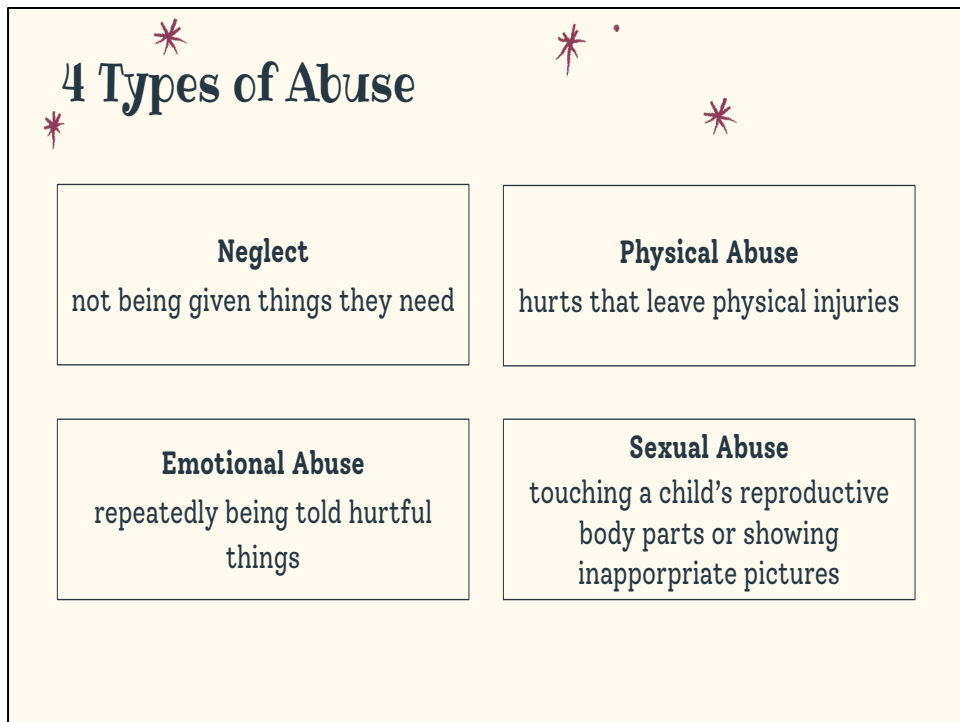 4 Types of Abuse
Neglect
not being given things they need
Physical Abuse
hurts that leave physical injuries
Emotional Abuse
repeatedly being told hurtful
things
Sexual Abuse
touching a child’s reproductive
body parts or showing
inapporpriate pictures